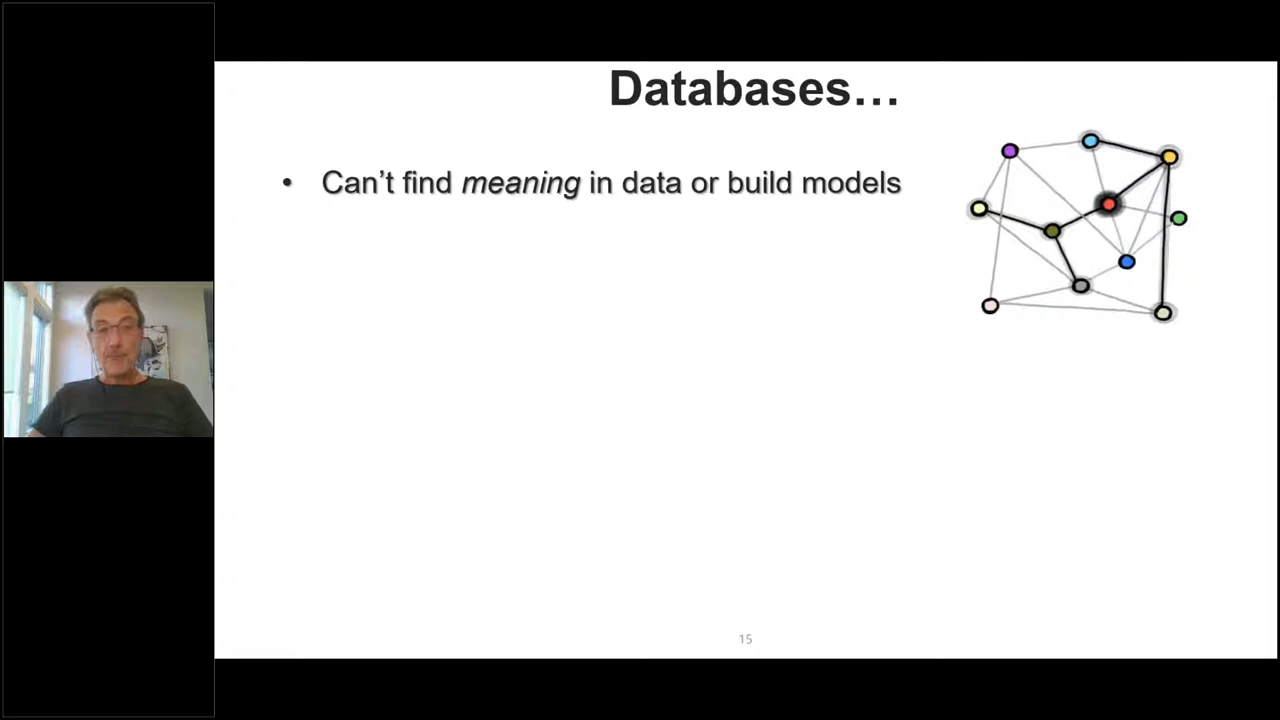 Databases…
• Can’t find meaning in data or build models
15